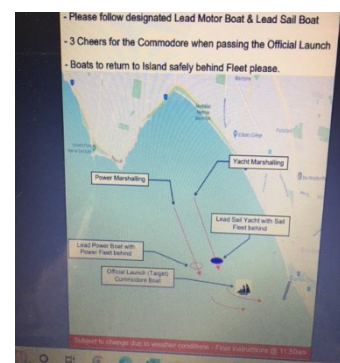 - Please follow designated Lead Motor Boat & Lead Sail Boat
- 3 Cheers for the Commodore when passing the Official Launch
- Boats to return to Island safely behind Fleet please.
Yacht Marshalling
Power Marshalling
Lead Sail Yacht with Sail
Fleet behind
Lead Power Boat with
Power Fleet behind
Official Launch (Target)
Commodore Boat
Subject to change due to weather conditions - Final instructions @ 11.50am